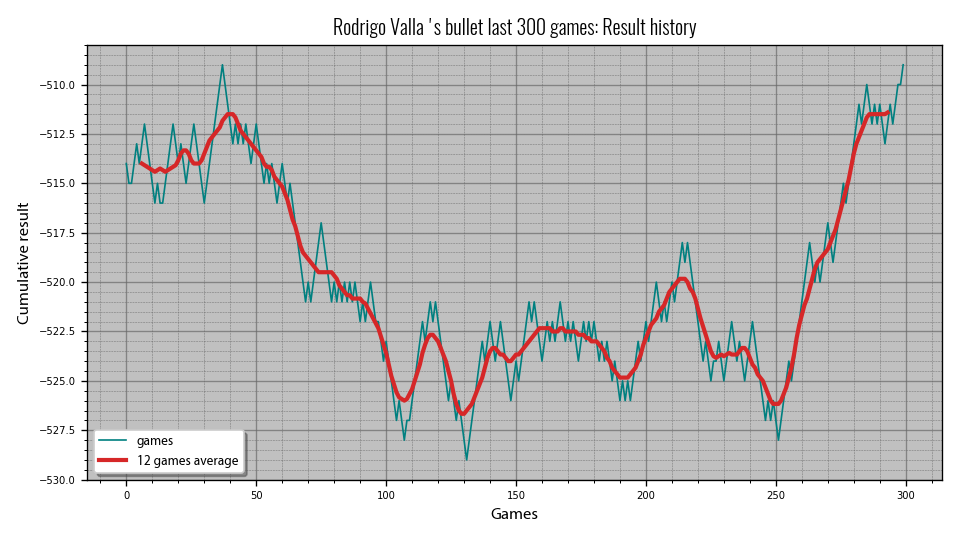 Rodrigo Valla 's bullet last 300 games: Result history
Cumulative result
−510.0
−512.5
−515.0
−517.5
−520.0
−522.5
−525.0
−527.5
−530.0
games
12 games average
0 50 100 150 200 250 300
Games